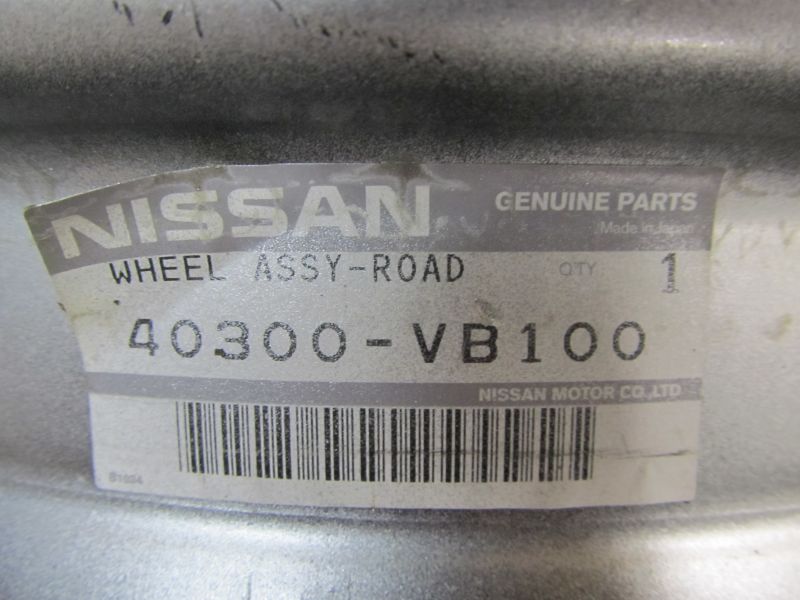 NISSAN GENUINE PARTS
Made in Japan
WHEEL ASSY-ROAD QTY 1
40300-VB100
NISSAN MOTOR CO.,LTD